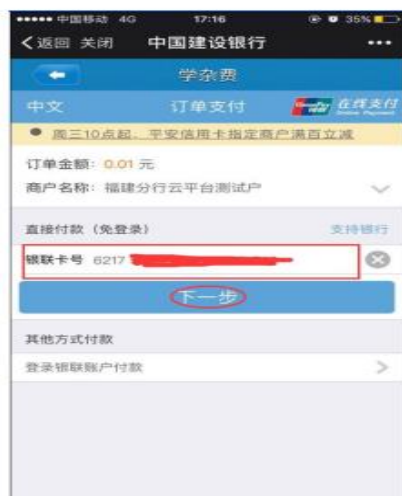 中国移动 4G 17:16 35%
返回 关闭 中国建设银行
学杂费
中文 订单支付 UnionPay 在线支付
Online Payment
周三10点起，平安信用卡指定商户满百立减
订单金额：0.01 元
商户名称：福建分行云平台测试户
直接付款（免登录） 支持银行
银联卡号 6217
下一步
其他方式付款
登录银联账户付款